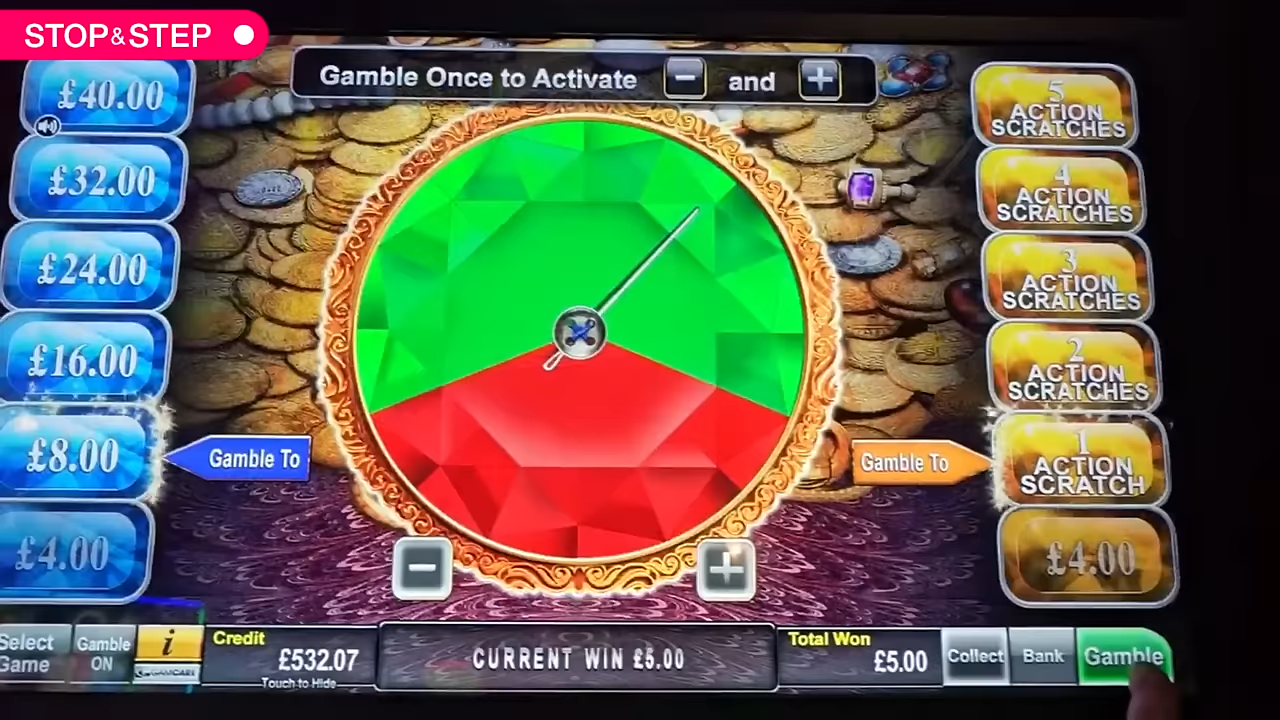 STOP&STEP
Gamble Once to Activate - and +
£40.00
£32.00
£24.00
£16.00
£8.00
£4.00
5
ACTION
SCRATCHES
4
ACTION
SCRATCHES
3
ACTION
SCRATCHES
2
ACTION
SCRATCHES
1
ACTION
SCRATCH
£4.00
Gamble To
Gamble To
- +
Select
Game
Gamble
ON
i
GAMCARE
Credit
£532.07
Touch to Hide
CURRENT WIN £5.00
Total Won
£5.00
Collect
Bank
Gamble